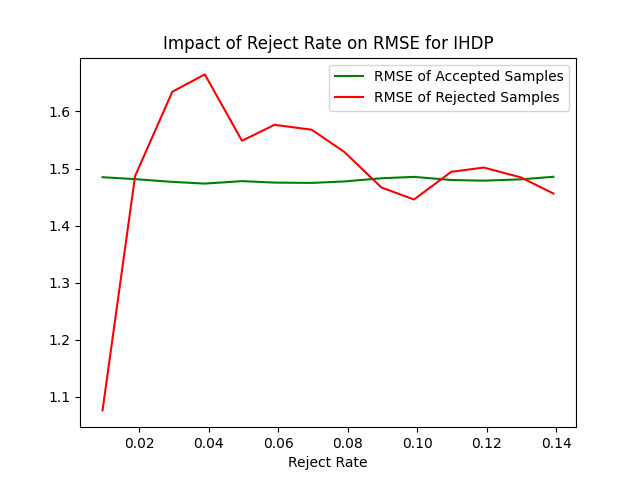 Impact of Reject Rate on RMSE for IHDP
RMSE of Accepted Samples
RMSE of Rejected Samples
1.6
1.5
1.4
1.3
1.2
1.1
0.02 0.04 0.06 0.08 0.10 0.12 0.14
Reject Rate